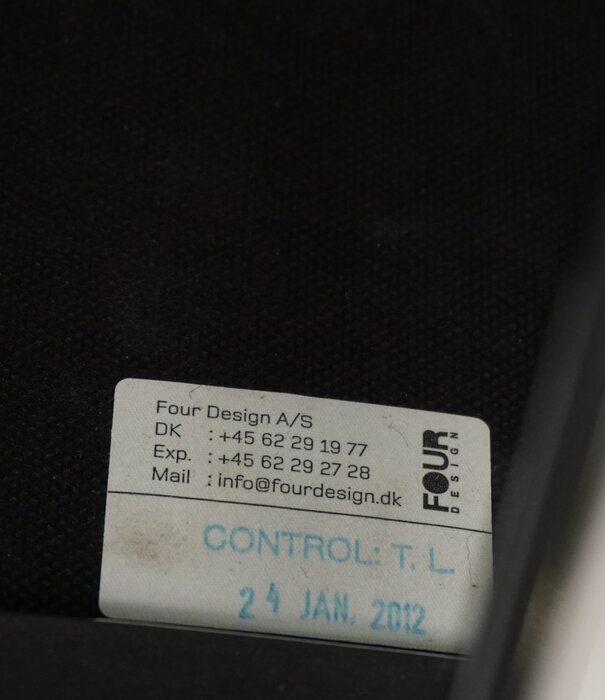 Four Design A/S
DK : +45 62 29 19 77
Exp. : +45 62 29 27 28
Mail : info@fourdesign.dk
FOUR
DESIGN
CONTROL: T. L.
24 JAN. 2012